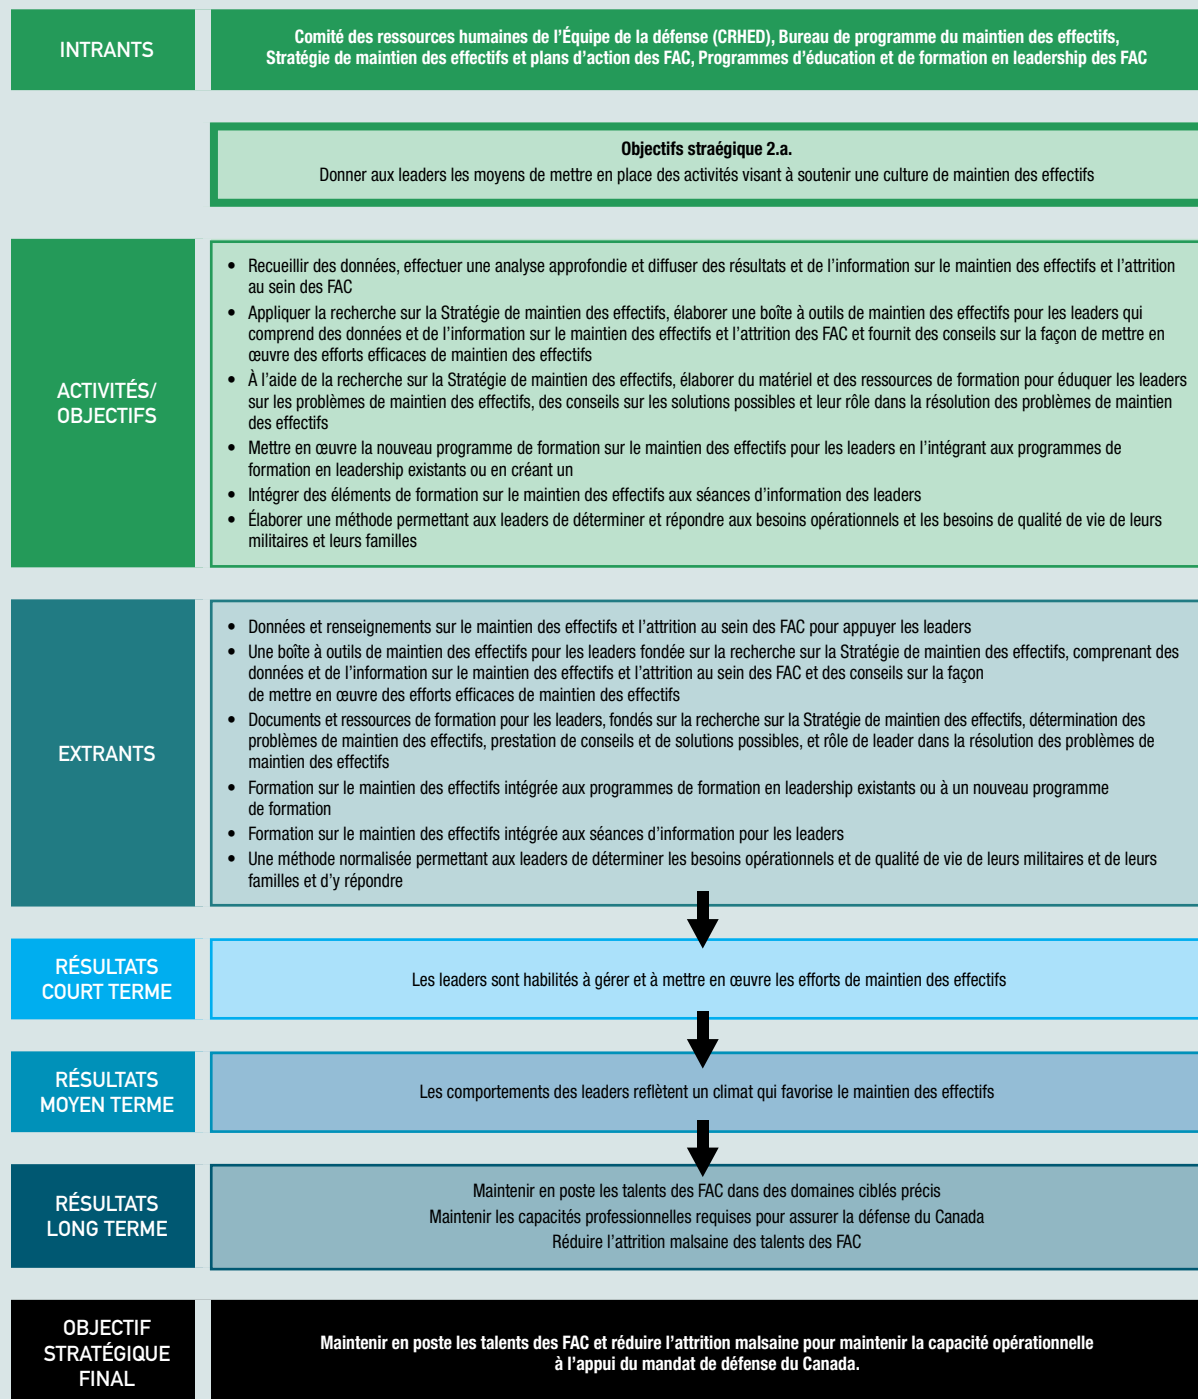 INTRANTS
Comité des ressources humaines de l'Équipe de la défense (CRHED), Bureau de programme du maintien des effectifs,
Stratégie de maintien des effectifs et plans d'action des FAC, Programmes d'éducation et de formation en leadership des FAC
Objectifs straégique 2.a.
Donner aux leaders les moyens de mettre en place des activités visant à soutenir une culture de maintien des effectifs
ACTIVITÉS/
OBJECTIFS
• Recueillir des données, effectuer une analyse approfondie et diffuser des résultats et de l'information sur le maintien des effectifs et l'attrition
au sein des FAC
• Appliquer la recherche sur la Stratégie de maintien des effectifs, élaborer une boîte à outils de maintien des effectifs pour les leaders qui
comprend des données et de l'information sur le maintien des effectifs et l'attrition des FAC et fournit des conseils sur la façon de mettre en
œuvre des efforts efficaces de maintien des effectifs
• À l'aide de la recherche sur la Stratégie de maintien des effectifs, élaborer du matériel et des ressources de formation pour éduquer les leaders
sur les problèmes de maintien des effectifs, des conseils sur les solutions possibles et leur rôle dans la résolution des problèmes de maintien
des effectifs
• Mettre en œuvre la nouveau programme de formation sur le maintien des effectifs pour les leaders en l'intégrant aux programmes de
formation en leadership existants ou en créant un
• Intégrer des éléments de formation sur le maintien des effectifs aux séances d'information des leaders
• Élaborer une méthode permettant aux leaders de déterminer et répondre aux besoins opérationnels et les besoins de qualité de vie de leurs
militaires et leurs familles
EXTRANTS
• Données et renseignements sur le maintien des effectifs et l'attrition au sein des FAC pour appuyer les leaders
• Une boîte à outils de maintien des effectifs pour les leaders fondée sur la recherche sur la Stratégie de maintien des effectifs, comprenant des
données et de l'information sur le maintien des effectifs et l'attrition au sein des FAC et des conseils sur la façon
de mettre en œuvre des efforts efficaces de maintien des effectifs
• Documents et ressources de formation pour les leaders, fondés sur la recherche sur la Stratégie de maintien des effectifs, détermination des
problèmes de maintien des effectifs, prestation de conseils et de solutions possibles, et rôle de leader dans la résolution des problèmes de
maintien des effectifs
• Formation sur le maintien des effectifs intégrée aux programmes de formation en leadership existants ou à un nouveau programme
de formation
• Formation sur le maintien des effectifs intégrée aux séances d'information pour les leaders
• Une méthode normalisée permettant aux leaders de déterminer les besoins opérationnels et de qualité de vie de leurs militaires et de leurs
familles et d'y répondre
RÉSULTATS
COURT TERME
Les leaders sont habilités à gérer et à mettre en œuvre les efforts de maintien des effectifs
RÉSULTATS
MOYEN TERME
Les comportements des leaders reflètent un climat qui favorise le maintien des effectifs
RÉSULTATS
LONG TERME
Maintenir en poste les talents des FAC dans des domaines ciblés précis
Maintenir les capacités professionnelles requises pour assurer la défense du Canada
Réduire l'attrition malsaine des talents des FAC
OBJECTIF
STRATÉGIQUE
FINAL
Maintenir en poste les talents des FAC et réduire l'attrition malsaine pour maintenir la capacité opérationnelle
à l'appui du mandat de défense du Canada.